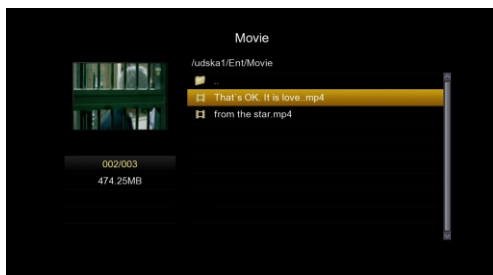 Movie
/udska1/Ent/Movie
..
That`s OK. It is love..mp4
from the star.mp4
002/003
474.25MB